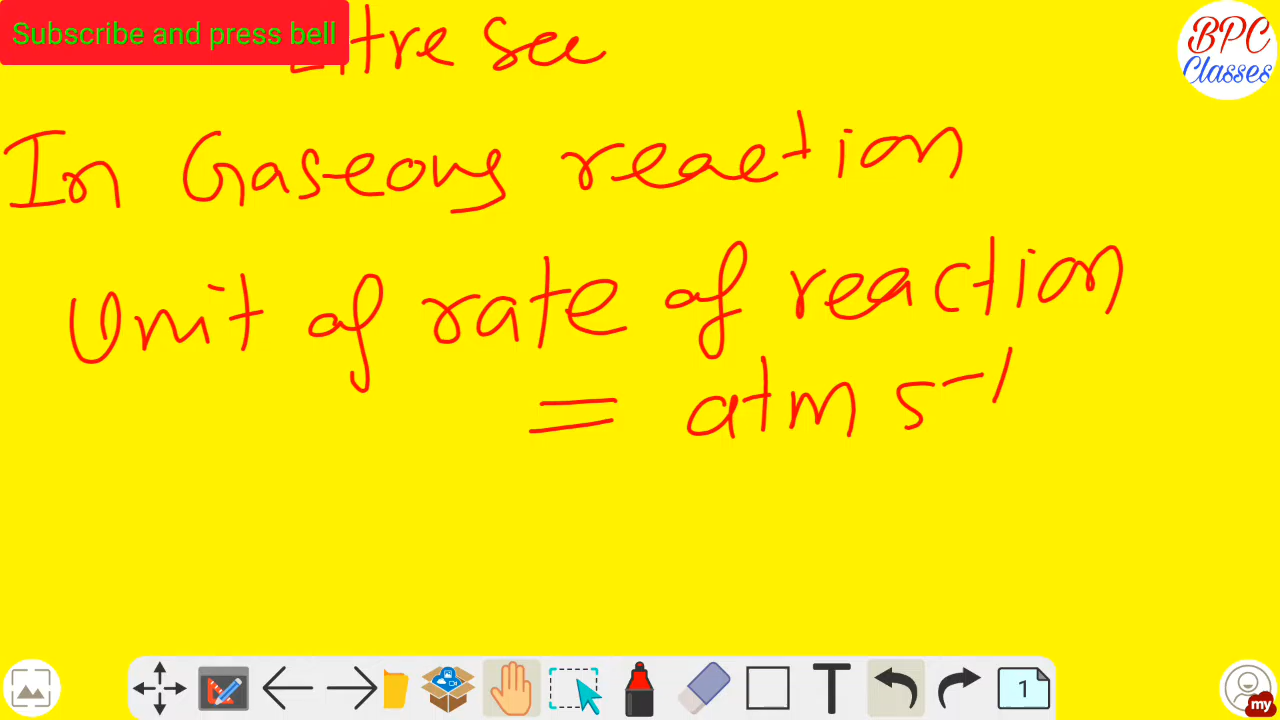 Subscribe and press bell
Litre sec
BPC
Classes
In Gaseous reaction
Unit of rate of reaction
= atm s⁻¹
T
1
my